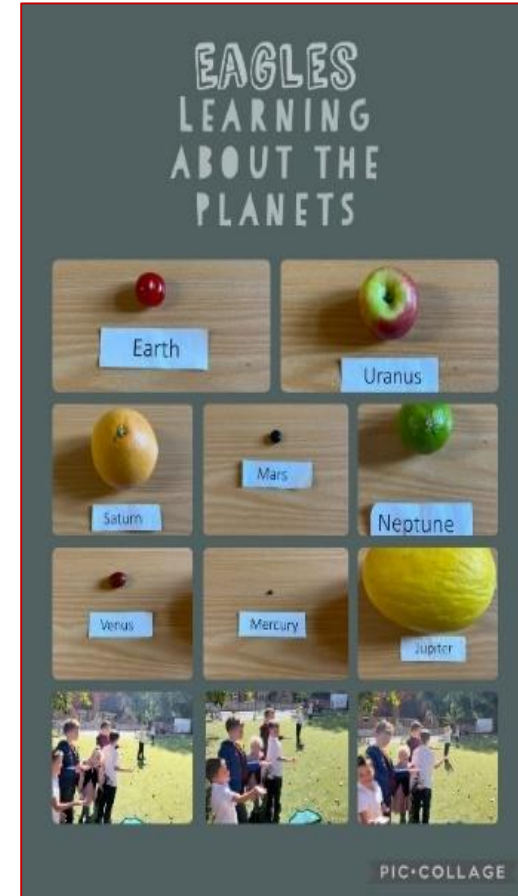 EAGLES
LEARNING
ABOUT THE
PLANETS
Earth
Uranus
Saturn
Mars
Neptune
Venus
Mercury
Jupiter
PIC•COLLAGE